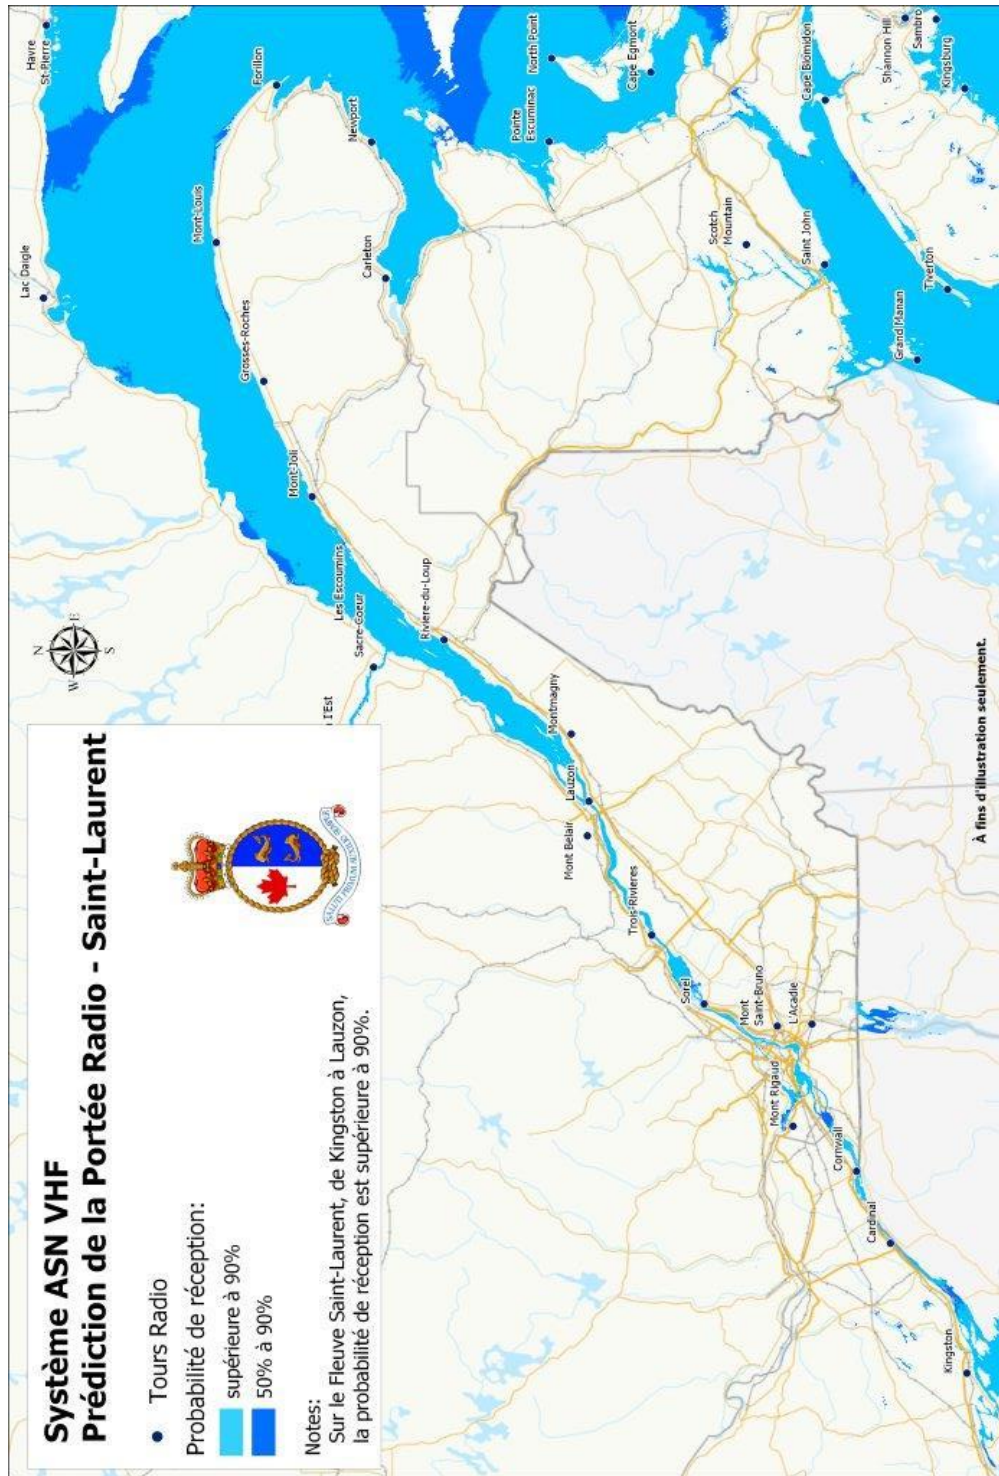 Système ASN VHF
Prédiction de la Portée Radio - Saint-Laurent
Tours Radio
Probabilité de réception:
supérieure à 90%
50% à 90%
Notes:
Sur le Fleuve Saint-Laurent, de Kingston à Lauzon,
la probabilité de réception est supérieure à 90%.
N
W
E
S
Lac Daigle
Havre
St-Pierre
Mont-Louis
Forillon
Grosses-Roches
Newport
Carleton
Mont-Joli
Les Escoumins
Sacre-Coeur
l'Est
Riviere-du-Loup
Montmagny
Lauzon
Mont Belair
Trois-Rivieres
Sorel
Mont
Saint-Bruno
L'Acadie
Mont Rigaud
Cornwall
Cardinal
Kingston
North Point
Pointe
Escuminac
Cape Egmont
Scotch
Mountain
Saint John
Cape Blomidon
Shannon Hill
Sambro
Kingsburg
Tiverton
Grand Manan
À fins d'illustration seulement.